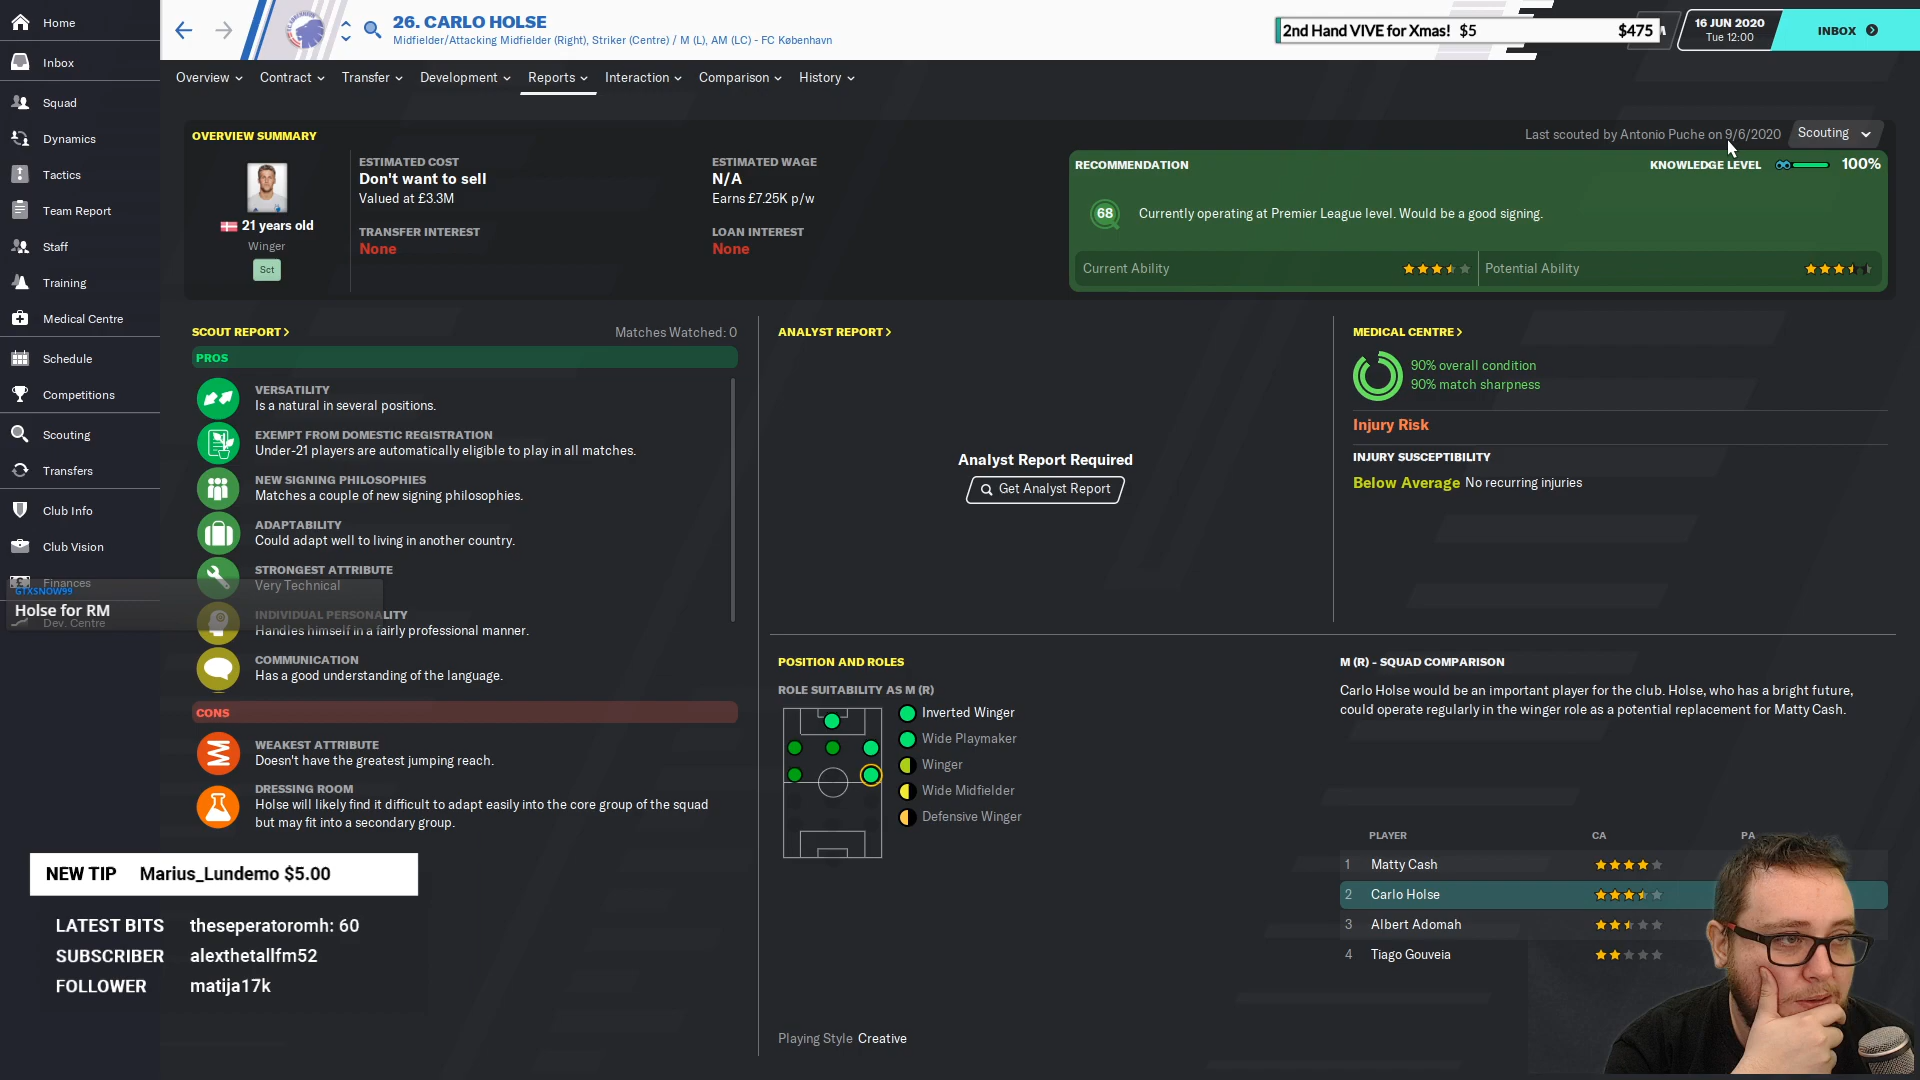 Home
Inbox
Squad
Dynamics
Tactics
Team Report
Staff
Training
Medical Centre
Schedule
Competitions
Scouting
Transfers
Club Info
Club Vision
Finances
GTXSNOW99
Holse for RM
Dev. Centre
26. CARLO HOLSE
Midfielder/Attacking Midfielder (Right), Striker (Centre) / M (L), AM (LC) - FC København
2nd Hand VIVE for Xmas! $5 $475
16 JUN 2020
Tue 12:00
INBOX
Overview Contract Transfer Development Reports Interaction Comparison History
OVERVIEW SUMMARY
Last scouted by Antonio Puche on 9/6/2020
Scouting
21 years old
Winger
Sct
ESTIMATED COST
Don't want to sell
Valued at £3.3M
TRANSFER INTEREST
None
ESTIMATED WAGE
N/A
Earns £7.25K p/w
LOAN INTEREST
None
RECOMMENDATION
KNOWLEDGE LEVEL 100%
68 Currently operating at Premier League level. Would be a good signing.
Current Ability
Potential Ability
SCOUT REPORT>
Matches Watched: 0
PROS
VERSATILITY
Is a natural in several positions.
EXEMPT FROM DOMESTIC REGISTRATION
Under-21 players are automatically eligible to play in all matches.
NEW SIGNING PHILOSOPHIES
Matches a couple of new signing philosophies.
ADAPTABILITY
Could adapt well to living in another country.
STRONGEST ATTRIBUTE
Very Technical
INDIVIDUAL PERSONALITY
Handles himself in a fairly professional manner.
COMMUNICATION
Has a good understanding of the language.
CONS
WEAKEST ATTRIBUTE
Doesn't have the greatest jumping reach.
DRESSING ROOM
Holse will likely find it difficult to adapt easily into the core group of the squad
but may fit into a secondary group.
ANALYST REPORT>
Analyst Report Required
Get Analyst Report
MEDICAL CENTRE>
90% overall condition
90% match sharpness
Injury Risk
INJURY SUSCEPTIBILITY
Below Average No recurring injuries
POSITION AND ROLES
ROLE SUITABILITY AS M (R)
Inverted Winger
Wide Playmaker
Winger
Wide Midfielder
Defensive Winger
Playing Style Creative
M (R) - SQUAD COMPARISON
Carlo Holse would be an important player for the club. Holse, who has a bright future,
could operate regularly in the winger role as a potential replacement for Matty Cash.
PLAYER CA PA
1 Matty Cash
2 Carlo Holse
3 Albert Adomah
4 Tiago Gouveia
NEW TIP Marius_Lundemo $5.00
LATEST BITS theseperatoromh: 60
SUBSCRIBER alexthetallfm52
FOLLOWER matija17k